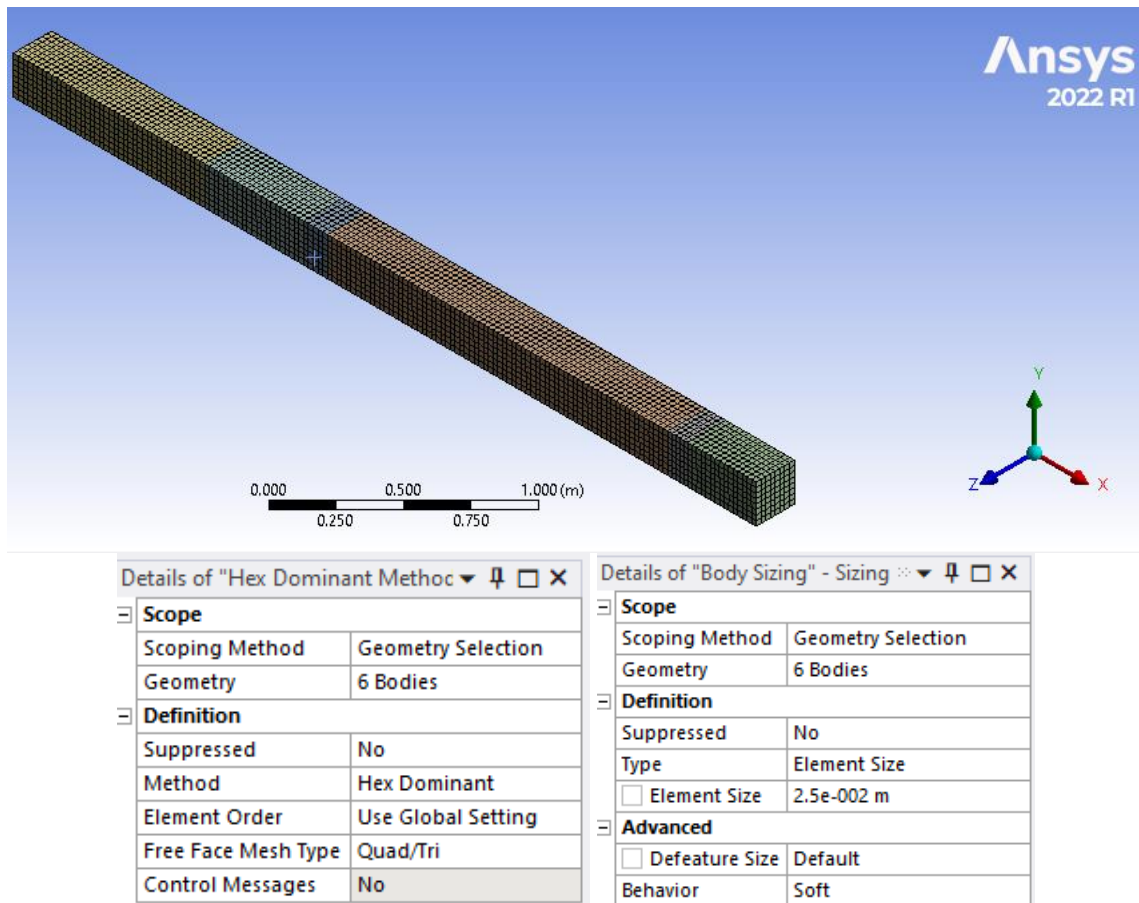 Ansys
2022 R1
Y
Z
X
0.000 0.500 1.000 (m)
0.250 0.750
Details of "Hex Dominant Methoc
Scope
Scoping Method Geometry Selection
Geometry 6 Bodies
Definition
Suppressed No
Method Hex Dominant
Element Order Use Global Setting
Free Face Mesh Type Quad/Tri
Control Messages No
Details of "Body Sizing" - Sizing
Scope
Scoping Method Geometry Selection
Geometry 6 Bodies
Definition
Suppressed No
Type Element Size
Element Size 2.5e-002 m
Advanced
Defeature Size Default
Behavior Soft